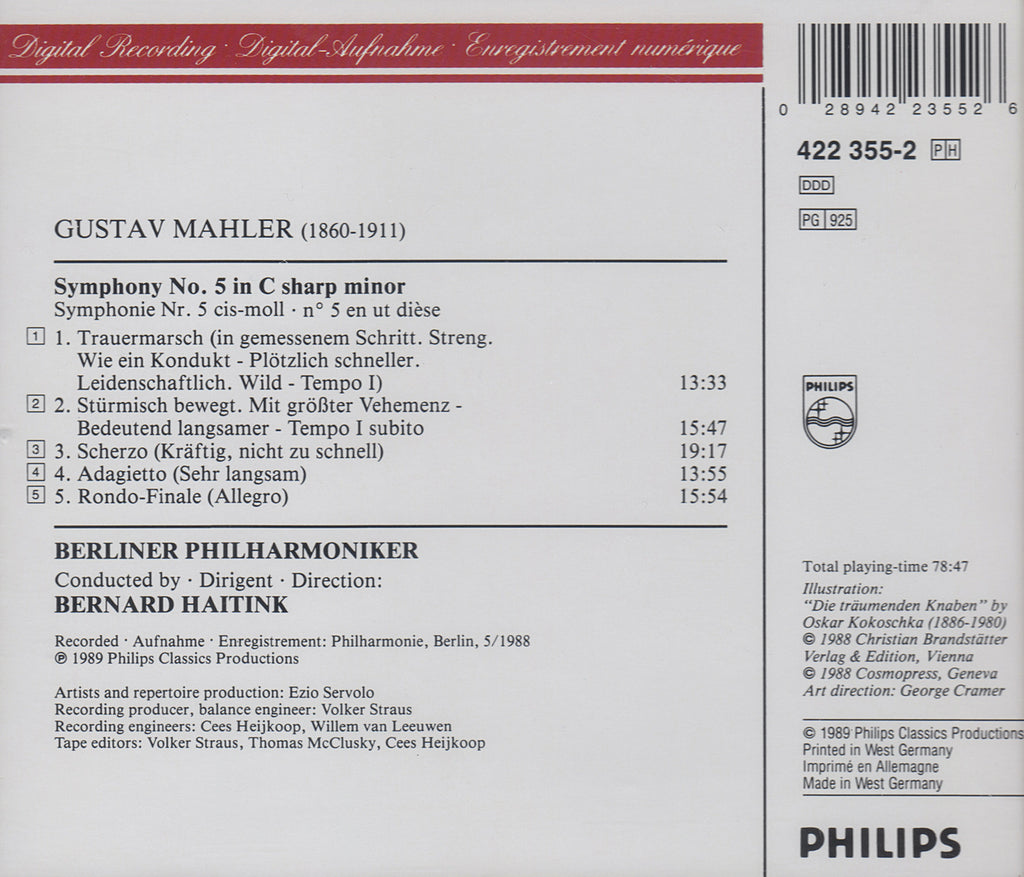 Digital Recording · Digital-Aufnahme · Enregistrement numérique
GUSTAV MAHLER (1860-1911)
Symphony No. 5 in C sharp minor
Symphonie Nr. 5 cis-moll · n° 5 en ut dièse
1 1. Trauermarsch (in gemessenem Schritt. Streng.
Wie ein Kondukt - Plötzlich schneller.
Leidenschaftlich. Wild - Tempo I) 13:33
2 2. Stürmisch bewegt. Mit größter Vehemenz -
Bedeutend langsamer - Tempo I subito 15:47
3 3. Scherzo (Kräftig, nicht zu schnell) 19:17
4 4. Adagietto (Sehr langsam) 13:55
5 5. Rondo-Finale (Allegro) 15:54
BERLINER PHILHARMONIKER
Conducted by · Dirigent · Direction:
BERNARD HAITINK
Recorded · Aufnahme · Enregistrement: Philharmonie, Berlin, 5/1988
℗ 1989 Philips Classics Productions
Artists and repertoire production: Ezio Servolo
Recording producer, balance engineer: Volker Straus
Recording engineers: Cees Heijkoop, Willem van Leeuwen
Tape editors: Volker Straus, Thomas McClusky, Cees Heijkoop
0 28942 23552 6
422 355-2 PH
DDD
PG 925
PHILIPS
Total playing-time 78:47
Illustration:
“Die träumenden Knaben” by
Oskar Kokoschka (1886-1980)
© 1988 Christian Brandstätter
Verlag & Edition, Vienna
© 1988 Cosmopress, Geneva
Art direction: George Cramer
© 1989 Philips Classics Productions
Printed in West Germany
Imprimé en Allemagne
Made in West Germany
PHILIPS